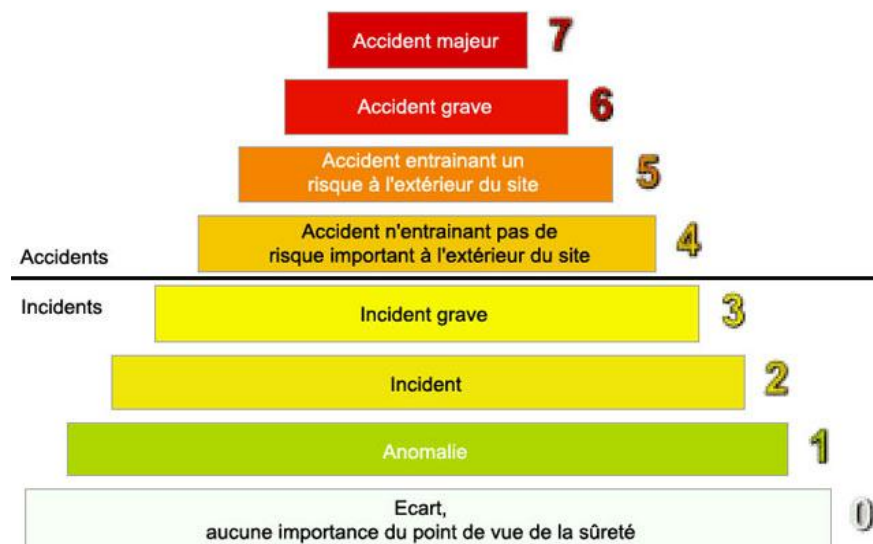 Accident majeur 7
Accident grave 6
Accident entrainant un
risque à l'extérieur du site 5
Accident n'entrainant pas de
risque important à l'extérieur du site 4
Accidents
Incidents
Incident grave 3
Incident 2
Anomalie 1
Ecart,
aucune importance du point de vue de la sûreté 0